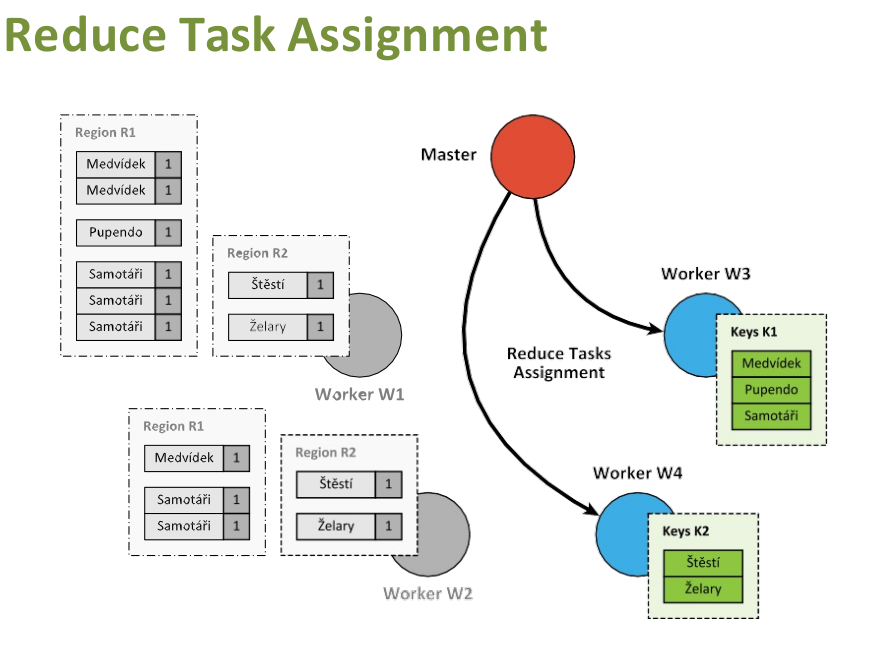 Reduce Task Assignment
Region R1
Medvídek 1
Medvídek 1
Pupendo 1
Samotáři 1
Samotáři 1
Samotáři 1
Region R2
Štěstí 1
Želary 1
Worker W1
Region R1
Medvídek 1
Samotáři 1
Samotáři 1
Region R2
Štěstí 1
Želary 1
Worker W2
Master
Reduce Tasks
Assignment
Worker W3
Keys K1
Medvídek
Pupendo
Samotáři
Worker W4
Keys K2
Štěstí
Želary